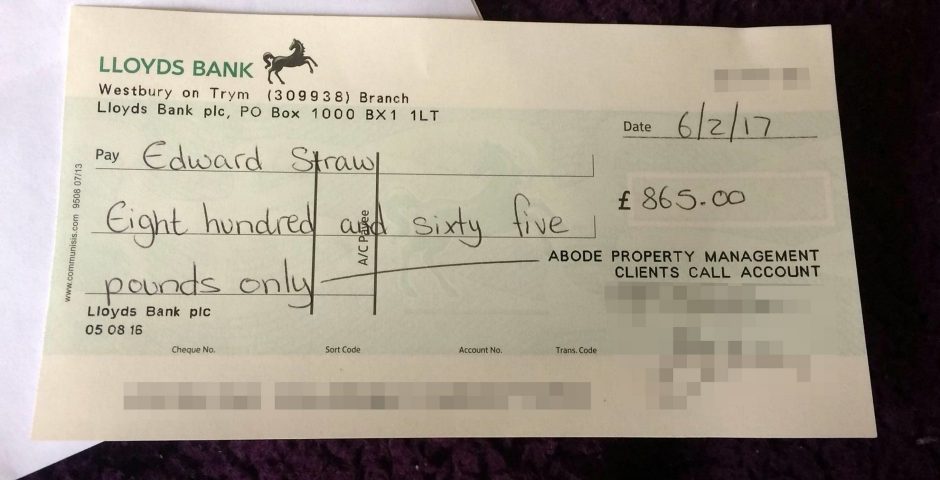 LLOYDS BANK
Westbury on Trym (309938) Branch
Lloyds Bank plc, PO Box 1000 BX1 1LT
Date 6/2/17
Pay Edward Straw
£ 865.00
Eight hundred and sixty five
A/C Payee
ABODE PROPERTY MANAGEMENT
CLIENTS CALL ACCOUNT
pounds only
www.communisis.com 9508 07/13
Lloyds Bank plc
05 08 16
Cheque No. Sort Code Account No. Trans. Code